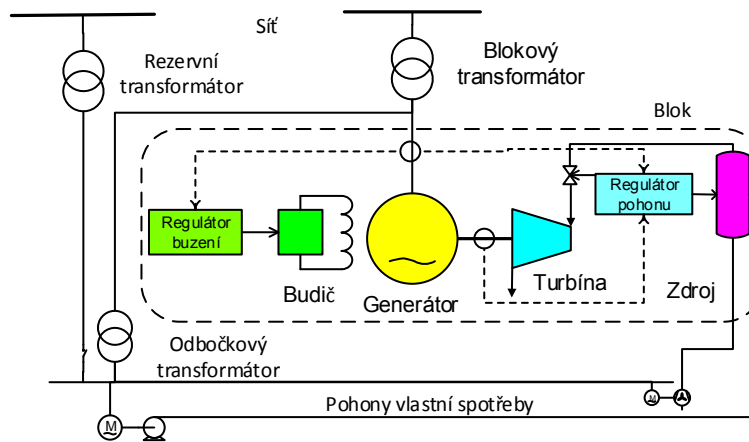 Síť
Rezervní
transformátor
Blokový
transformátor
Blok
Regulátor
buzení
Budič
Generátor
Turbína
Regulátor
pohonu
Zdroj
Odbočkový
transformátor
M
M
Pohony vlastní spotřeby